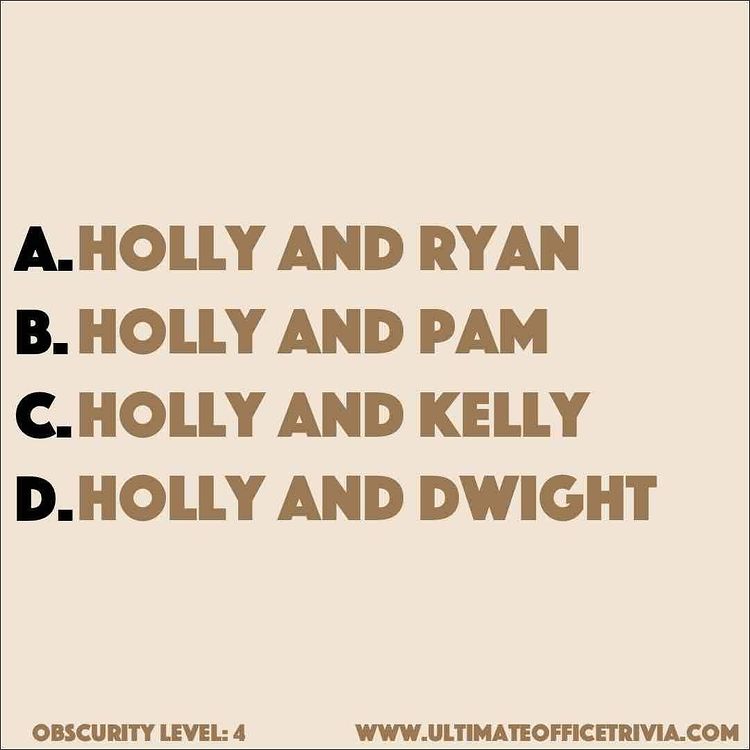 A. HOLLY AND RYAN
B. HOLLY AND PAM
C. HOLLY AND KELLY
D. HOLLY AND DWIGHT
OBSCURITY LEVEL: 4 WWW.ULTIMATEOFFICETRIVIA.COM